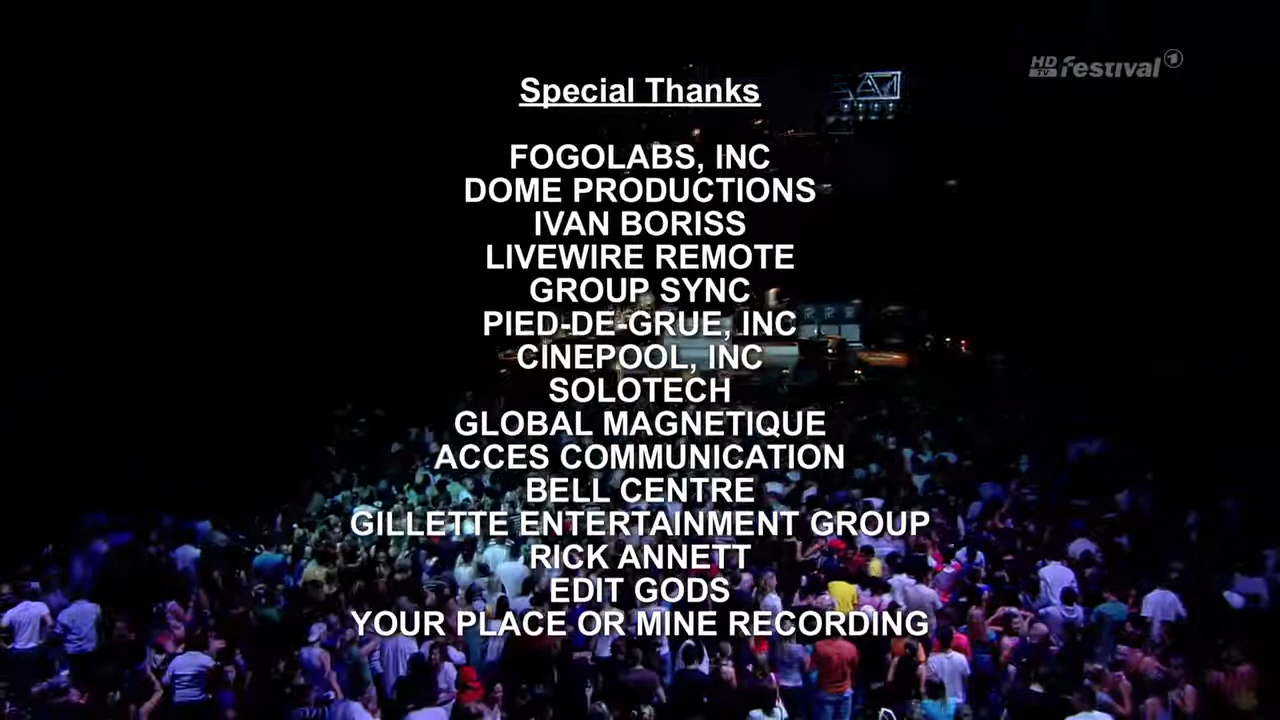 HD TV Festival 1
Special Thanks
FOGOLABS, INC
DOME PRODUCTIONS
IVAN BORISS
LIVEWIRE REMOTE
GROUP SYNC
PIED-DE-GRUE, INC
CINEPOOL, INC
SOLOTECH
GLOBAL MAGNETIQUE
ACCES COMMUNICATION
BELL CENTRE
GILLETTE ENTERTAINMENT GROUP
RICK ANNETT
EDIT GODS
YOUR PLACE OR MINE RECORDING